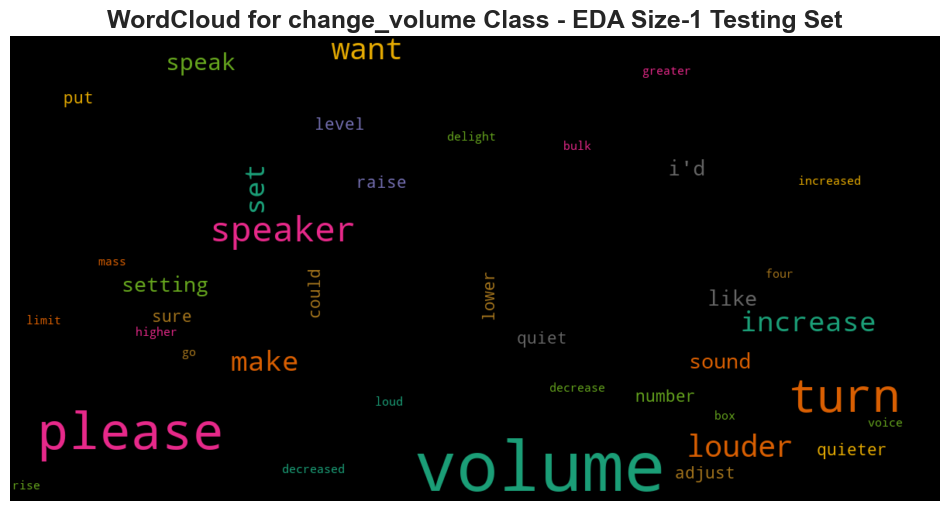 WordCloud for change_volume Class - EDA Size-1 Testing Set
want
speak
greater
put
level
delight
bulk
i'd
set
raise
increased
speaker
mass
four
setting
could
lower
like
sure
limit
increase
higher
quiet
go
make
sound
decrease
number
turn
loud
box
voice
please
louder
quieter
volume
decreased
adjust
rise